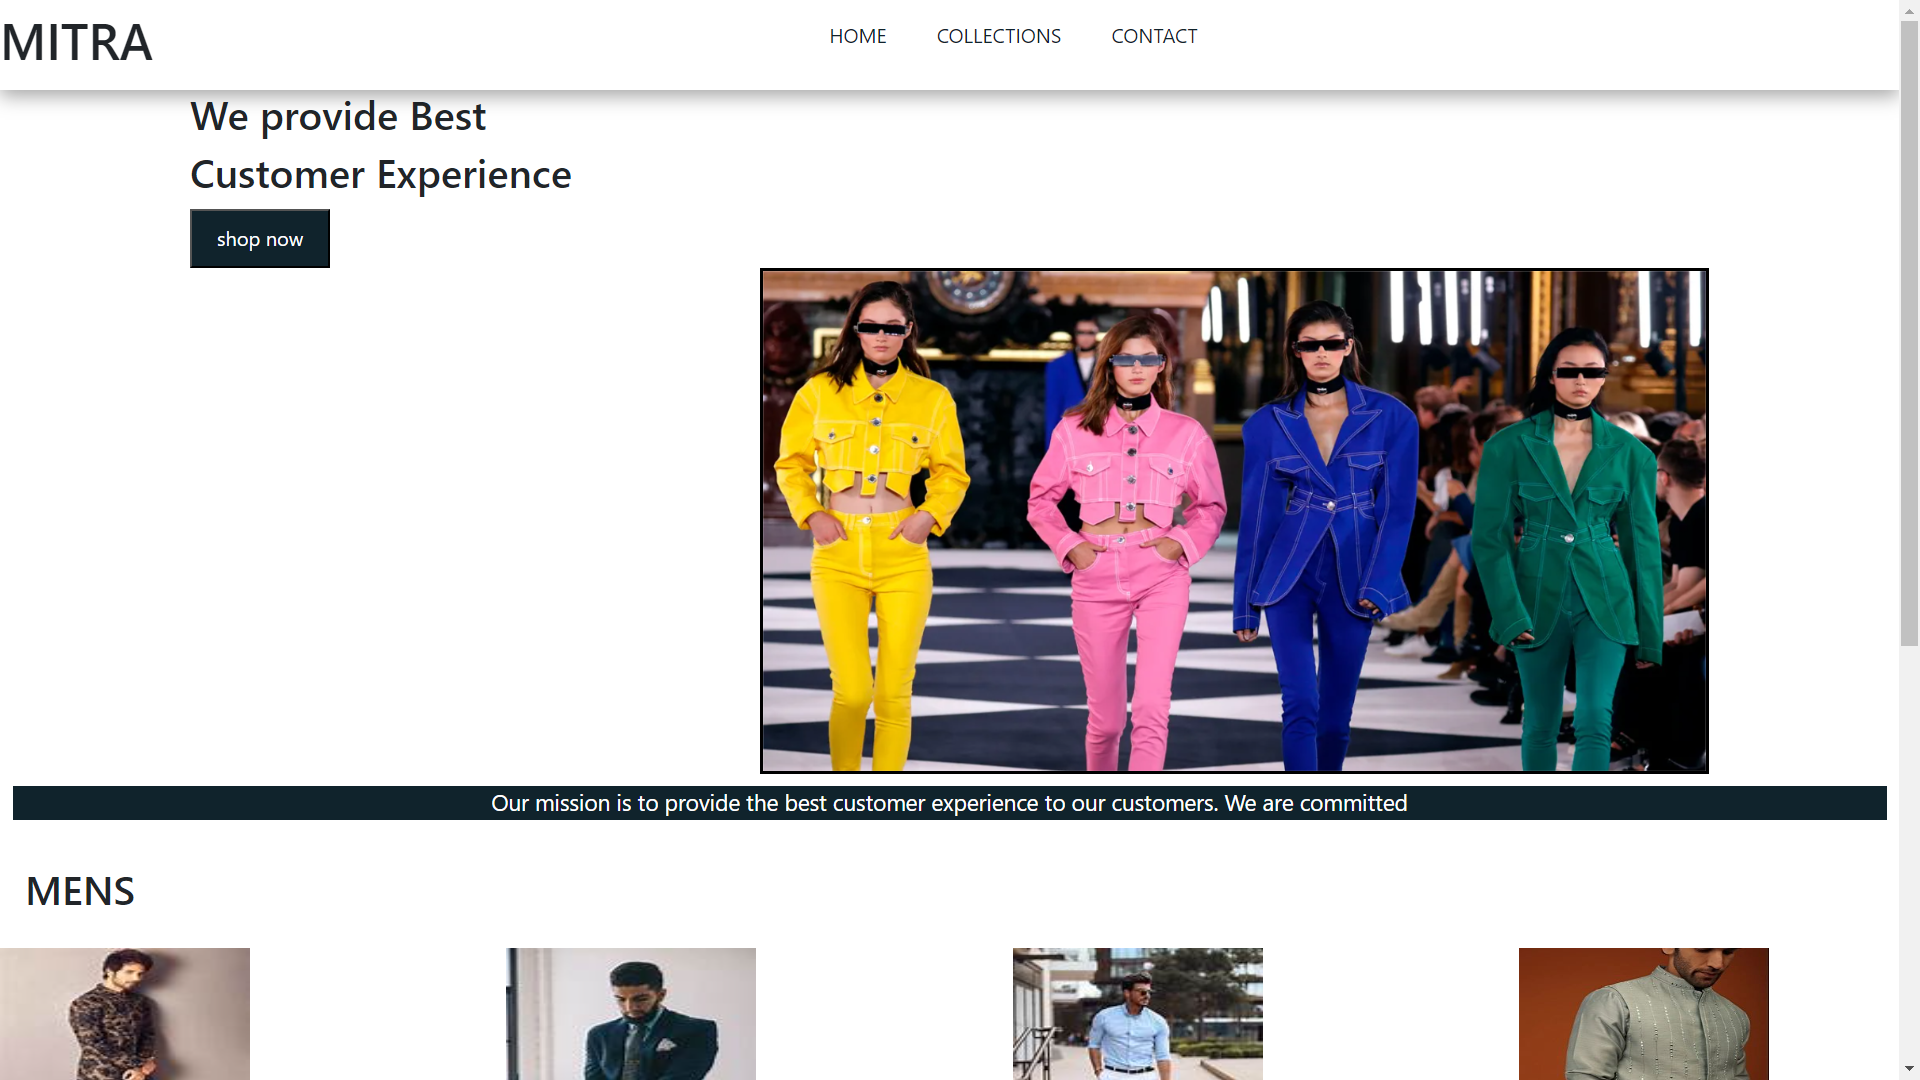 MITRA
HOME COLLECTIONS CONTACT
We provide Best
Customer Experience
shop now
Our mission is to provide the best customer experience to our customers. We are committed
MENS